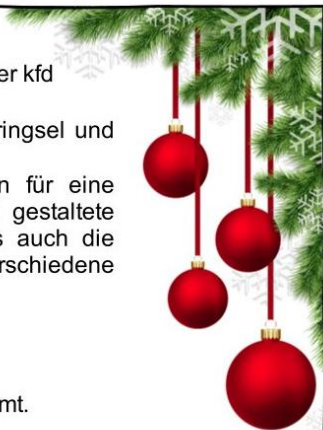 er kfd
ringsel und
n für eine
gestaltete
s auch die
rschiedene
mt.